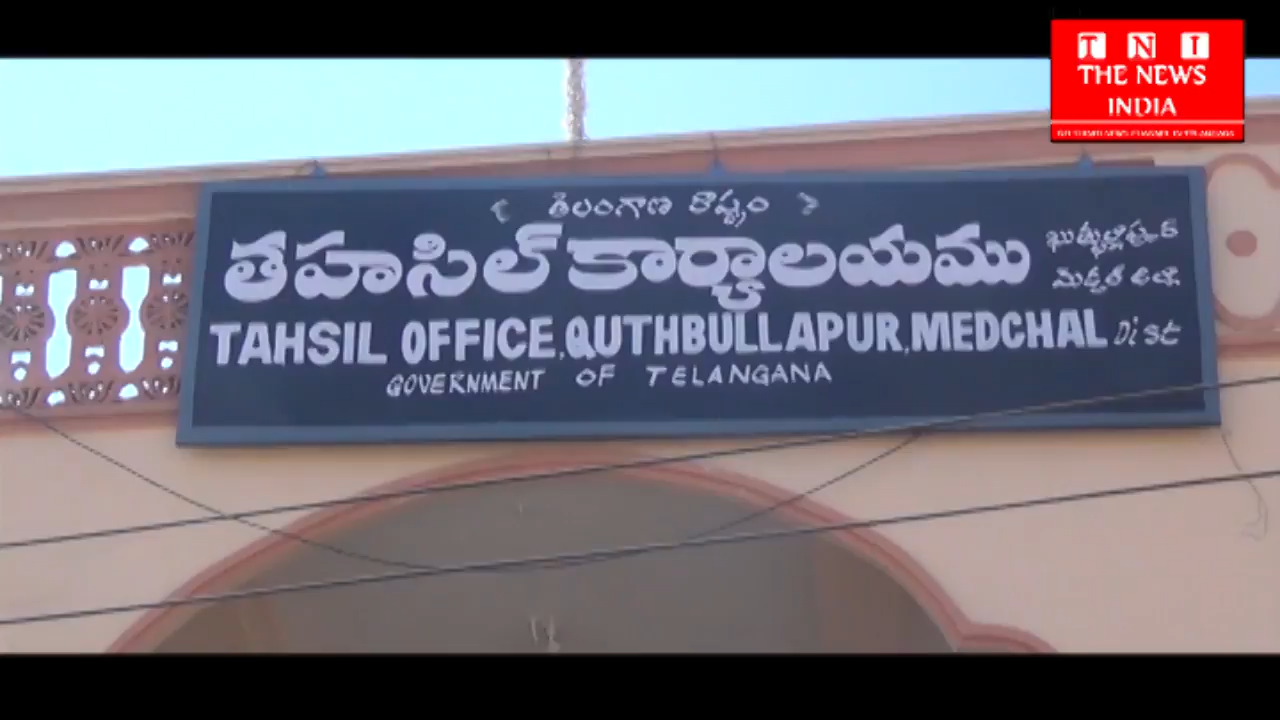 తెలంగాణ రాష్ట్రం
తహసిల్ కార్యాలయము
TAHSIL OFFICE, QUTHBULLAPUR, MEDCHAL Dist
GOVERNMENT OF TELANGANA
T N I
THE NEWS
INDIA